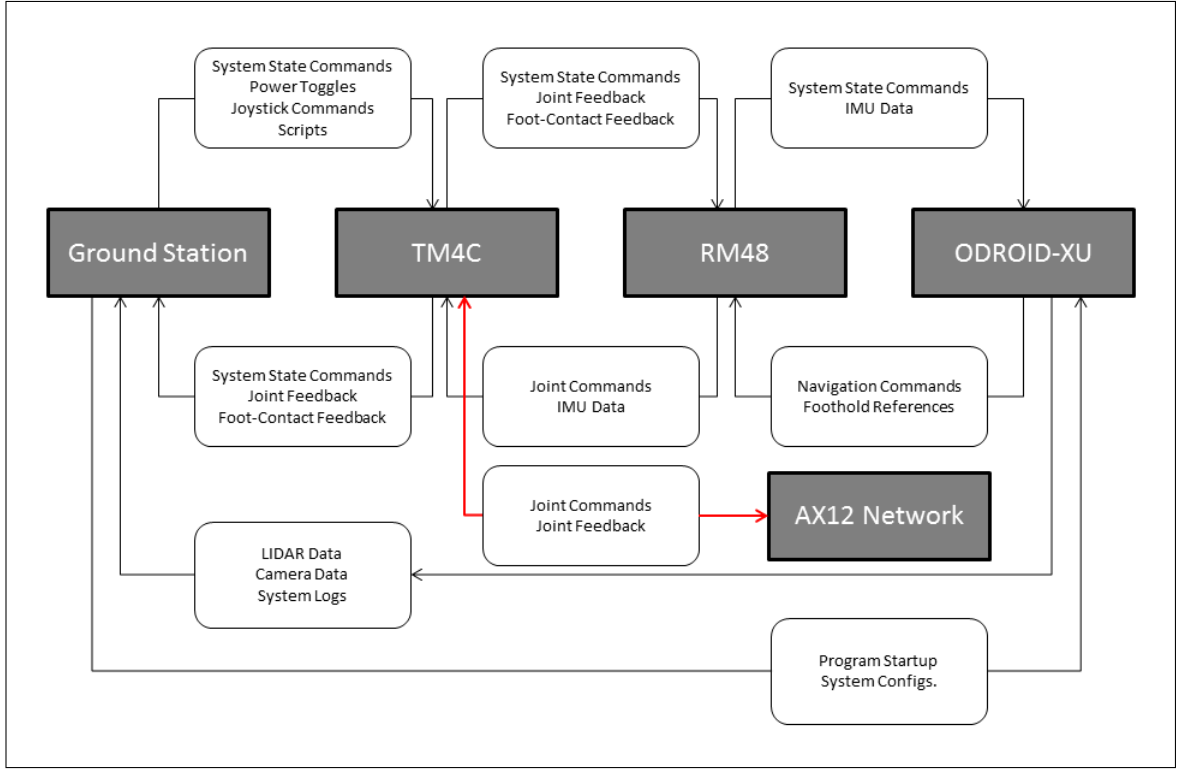 System State Commands
Power Toggles
Joystick Commands
Scripts
System State Commands
Joint Feedback
Foot-Contact Feedback
System State Commands
IMU Data
Ground Station
TM4C
RM48
ODROID-XU
System State Commands
Joint Feedback
Foot-Contact Feedback
Joint Commands
IMU Data
Navigation Commands
Foothold References
Joint Commands
Joint Feedback
AX12 Network
LIDAR Data
Camera Data
System Logs
Program Startup
System Configs.